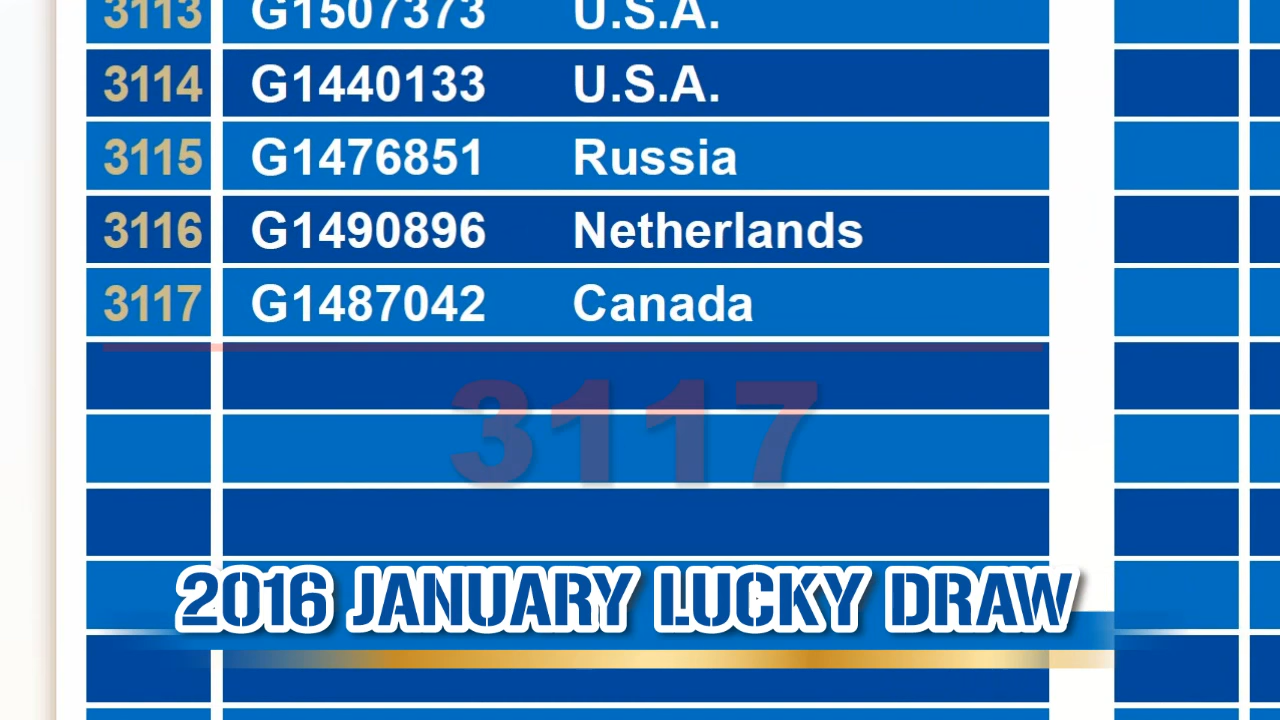 3113 G1507373 U.S.A.
3114 G1440133 U.S.A.
3115 G1476851 Russia
3116 G1490896 Netherlands
3117 G1487042 Canada
3117
2016 JANUARY LUCKY DRAW